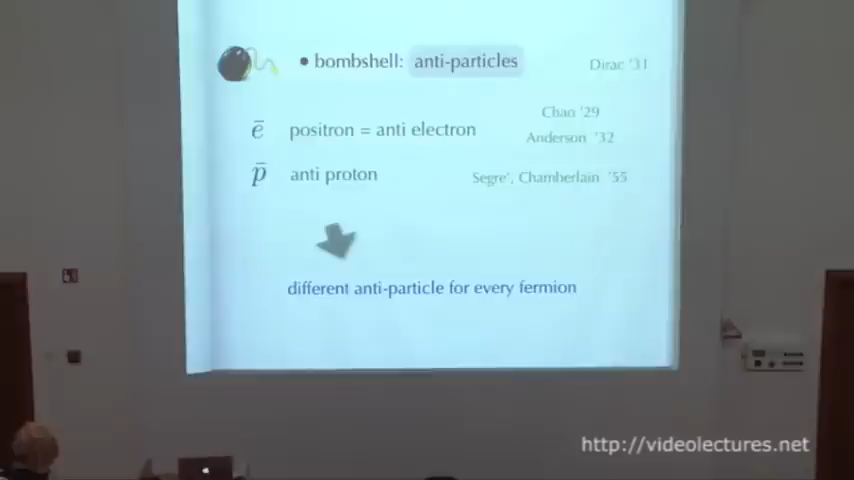 • bombshell: anti-particles Dirac '31
Chao '29
ē positron = anti electron
Anderson '32
p̄ anti proton Segre', Chamberlain '55
different anti-particle for every fermion
http://videolectures.net